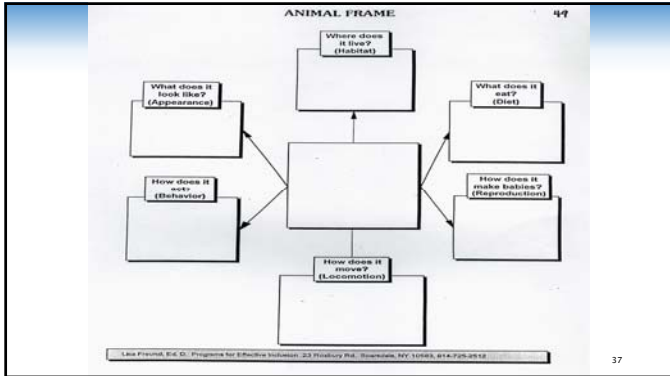 ANIMAL FRAME
49
Where does
it live?
(Habitat)
What does it
look like?
(Appearance)
What does it
eat?
(Diet)
How does it
act?
(Behavior)
How does it
make babies?
(Reproduction)
How does it
move?
(Locomotion)
Lisa Freund, Ed. D., Programs for Effective Inclusion 23 Roxbury Rd., Scarsdale, NY 10583, 914-725-2512
37